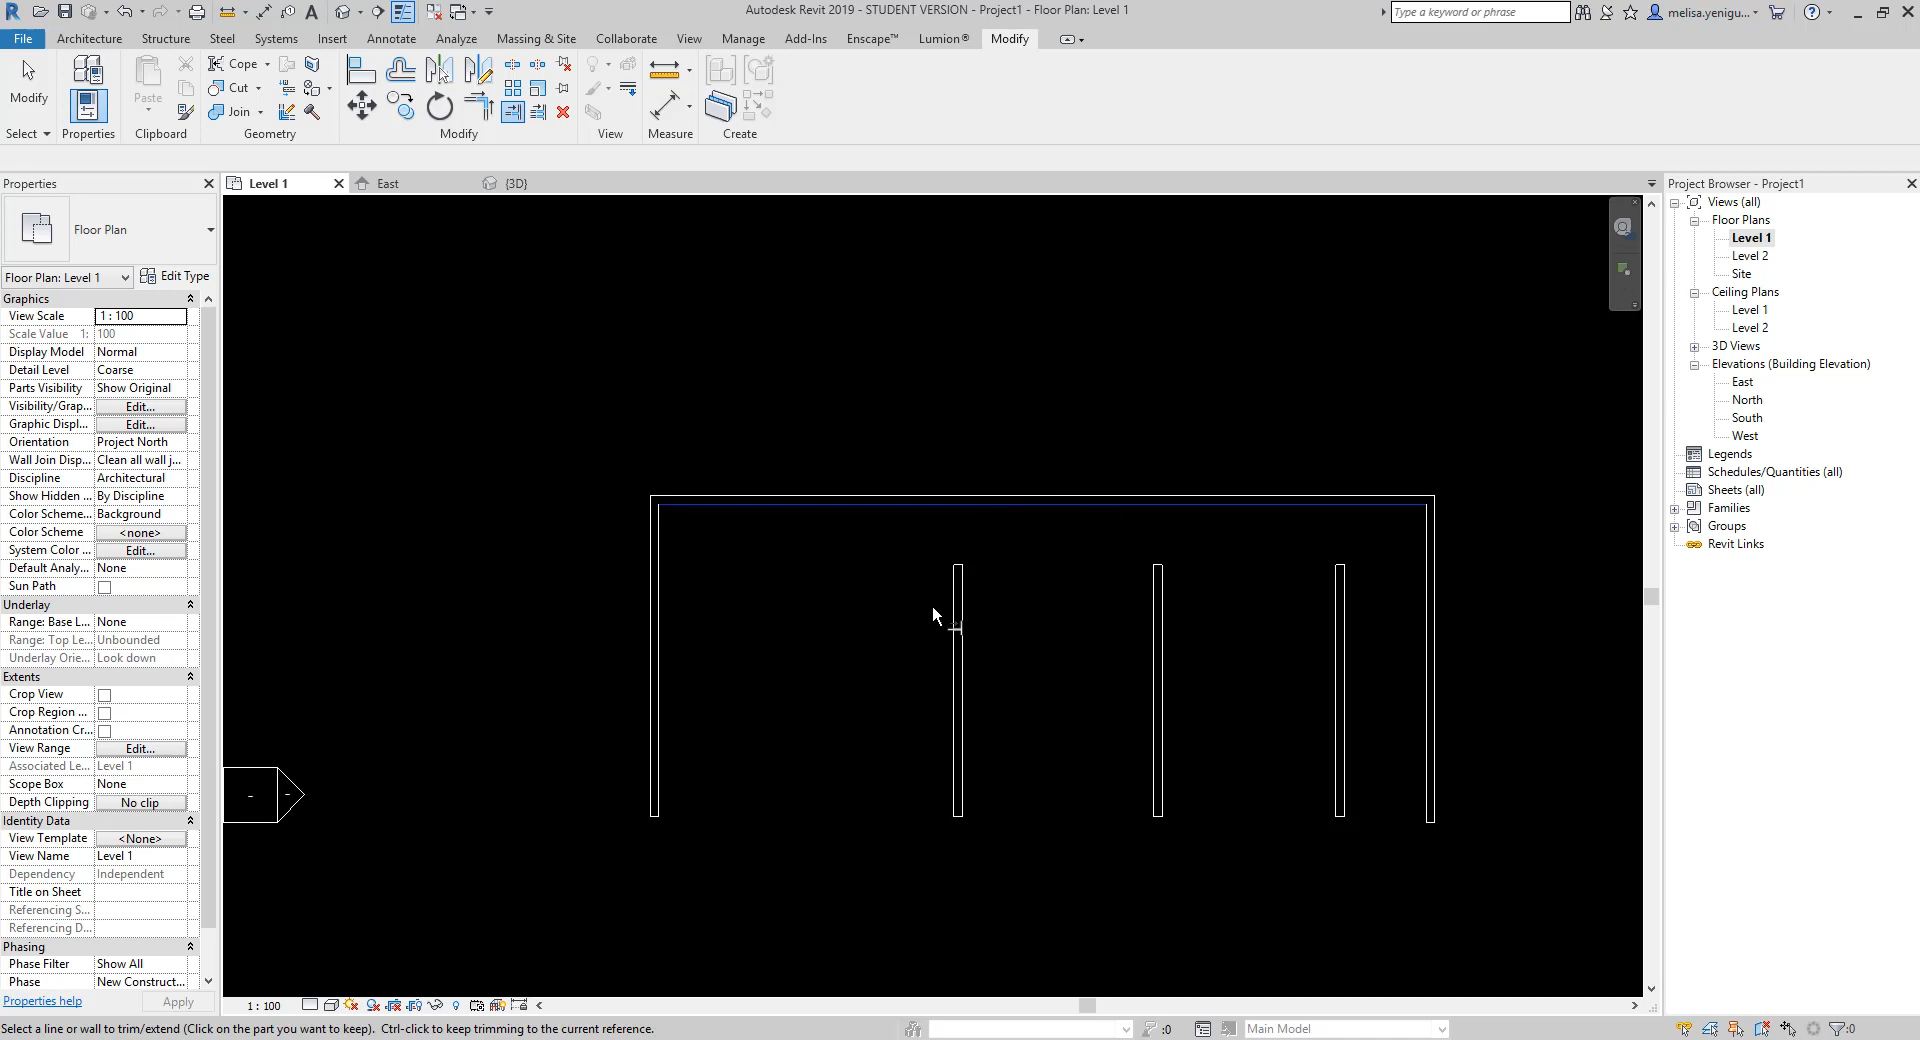 Autodesk Revit 2019 - STUDENT VERSION - Project1 - Floor Plan: Level 1
Type a keyword or phrase
melisa.yenigu...
File Architecture Structure Steel Systems Insert Annotate Analyze Massing & Site Collaborate View Manage Add-Ins Enscape™ Lumion® Modify
Modify
Select
Properties
Paste
Clipboard
Cope
Cut
Join
Geometry
Modify
View
Measure
Create
Properties
Level 1
East
{3D}
Project Browser - Project1
Floor Plan
Floor Plan: Level 1
Edit Type
Graphics
View Scale 1 : 100
Scale Value 1: 100
Display Model Normal
Detail Level Coarse
Parts Visibility Show Original
Visibility/Grap... Edit...
Graphic Displ... Edit...
Orientation Project North
Wall Join Disp... Clean all wall j...
Discipline Architectural
Show Hidden ... By Discipline
Color Scheme... Background
Color Scheme <none>
System Color ... Edit...
Default Analy... None
Sun Path
Underlay
Range: Base L... None
Range: Top Le... Unbounded
Underlay Orie... Look down
Extents
Crop View
Crop Region ...
Annotation Cr...
View Range Edit...
Associated Le... Level 1
Scope Box None
Depth Clipping No clip
Identity Data
View Template <None>
View Name Level 1
Dependency Independent
Title on Sheet
Referencing S...
Referencing D...
Phasing
Phase Filter Show All
Phase New Construct...
Properties help
Apply
Views (all)
Floor Plans
Level 1
Level 2
Site
Ceiling Plans
Level 1
Level 2
3D Views
Elevations (Building Elevation)
East
North
South
West
Legends
Schedules/Quantities (all)
Sheets (all)
Families
Groups
Revit Links
1 : 100
Select a line or wall to trim/extend (Click on the part you want to keep). Ctrl-click to keep trimming to the current reference.
:0
Main Model
:0